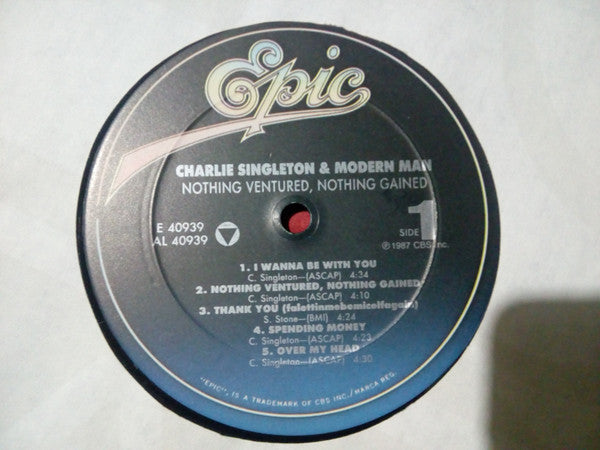 Epic
CHARLIE SINGLETON & MODERN MAN
NOTHING VENTURED, NOTHING GAINED
E 40939
AL 40939
SIDE 1
℗1987 CBS Inc.
1. I WANNA BE WITH YOU
C. Singleton—(ASCAP) 4:34
2. NOTHING VENTURED, NOTHING GAINED
C. Singleton—(ASCAP) 4:10
3. THANK YOU (falettinmebemicelfagain)
S. Stone—(BMI) 4:24
4. SPENDING MONEY
C. Singleton—(ASCAP) 4:23
5. OVER MY HEAD
C. Singleton—(ASCAP) 4:30
"EPIC", IS A TRADEMARK OF CBS INC./MARCA REG.